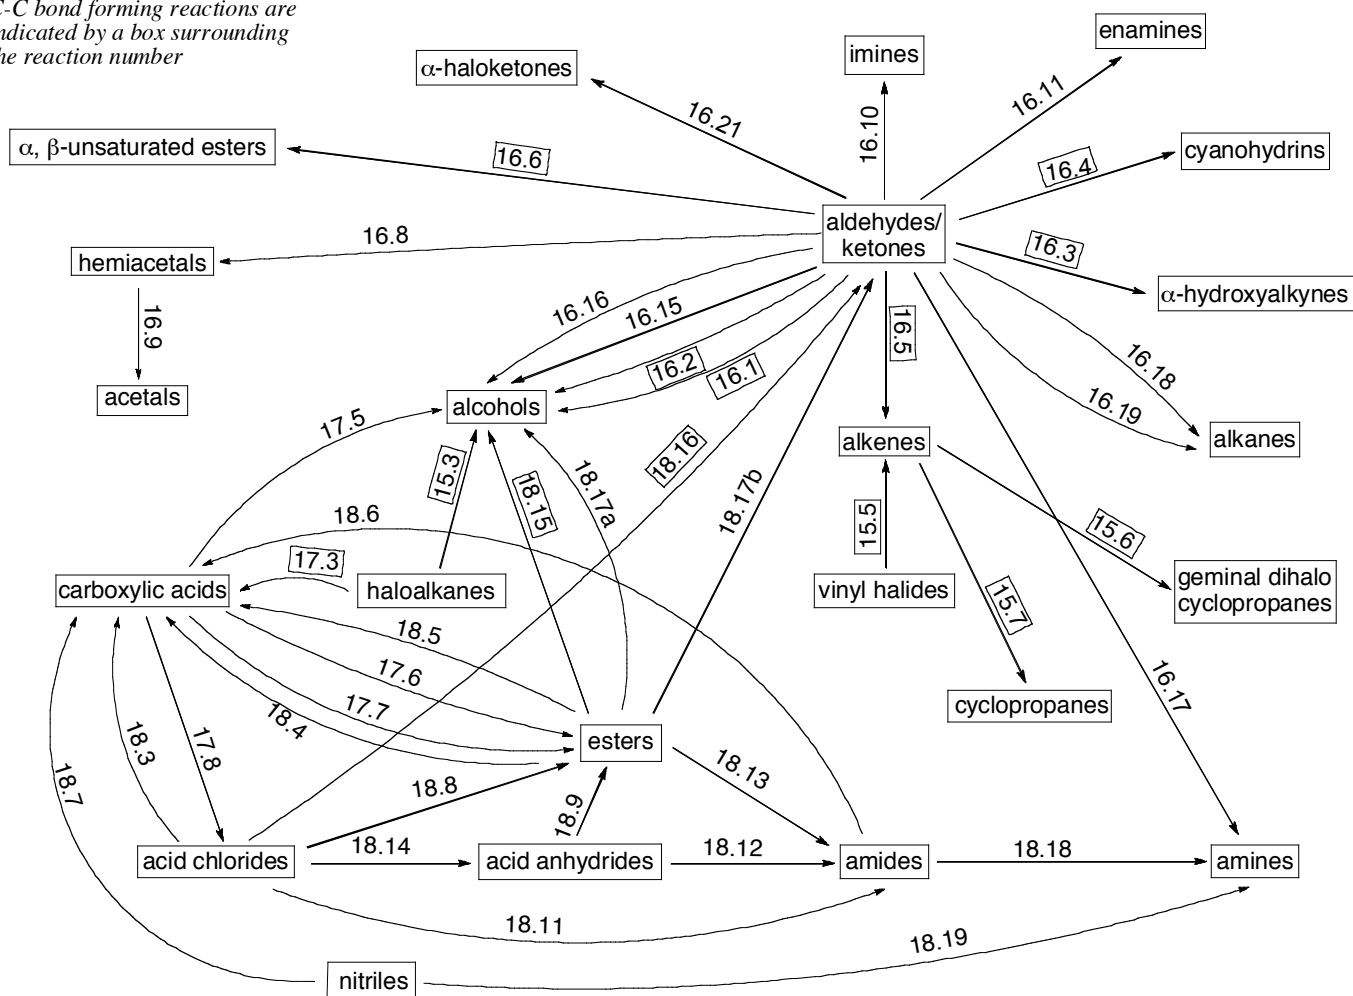 C-C bond forming reactions are
indicated by a box surrounding
the reaction number
enamines
imines
α-haloketones
16.11
16.21
16.10
α, β-unsaturated esters
16.6
16.4
cyanohydrins
aldehydes/
ketones
16.8
16.3
hemiacetals
α-hydroxyalkynes
16.9
16.16
16.15
16.5
16.2
16.1
16.18
16.19
acetals
alcohols
17.5
alkenes
alkanes
15.3
18.15
18.17a
18.16
18.17b
18.6
15.5
15.6
17.3
carboxylic acids
haloalkanes
vinyl halides
geminal dihalo
cyclopropanes
15.7
18.5
17.6
17.7
18.4
16.17
cyclopropanes
18.3
17.8
esters
18.7
18.8
18.13
18.9
acid chlorides
18.14
acid anhydrides
18.12
amides
18.18
amines
18.11
18.19
nitriles